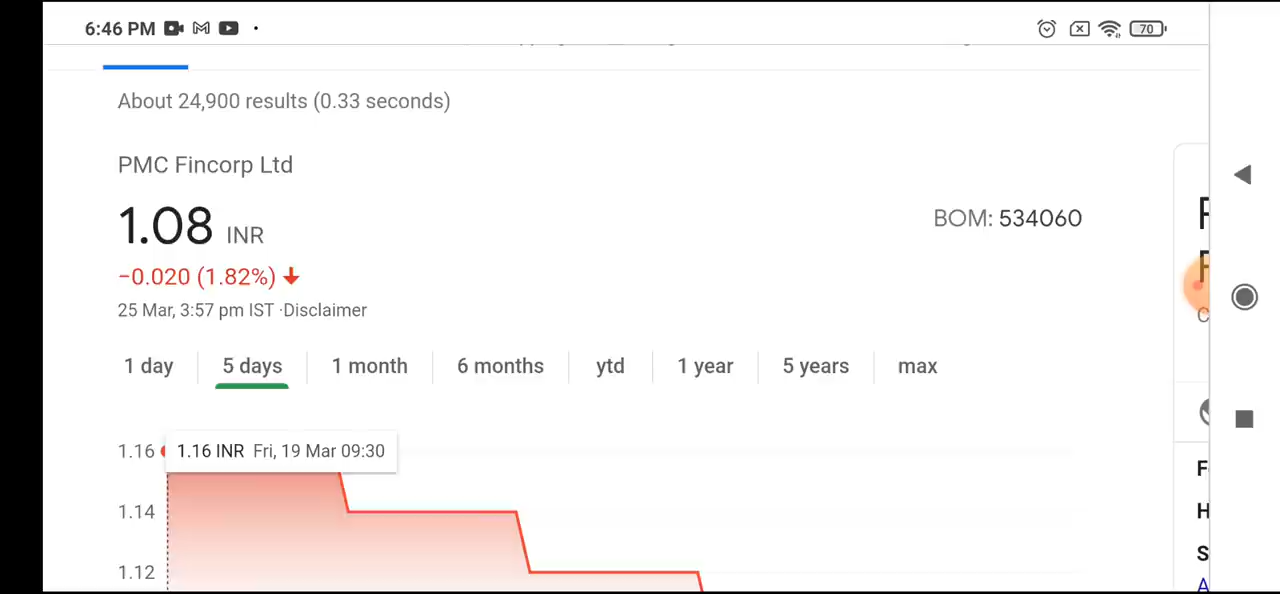 6:46 PM
70
About 24,900 results (0.33 seconds)
PMC Fincorp Ltd
1.08 INR
BOM: 534060
−0.020 (1.82%)
25 Mar, 3:57 pm IST ·Disclaimer
1 day
5 days
1 month
6 months
ytd
1 year
5 years
max
1.16
1.16 INR Fri, 19 Mar 09:30
1.14
1.12
F
H
S
A